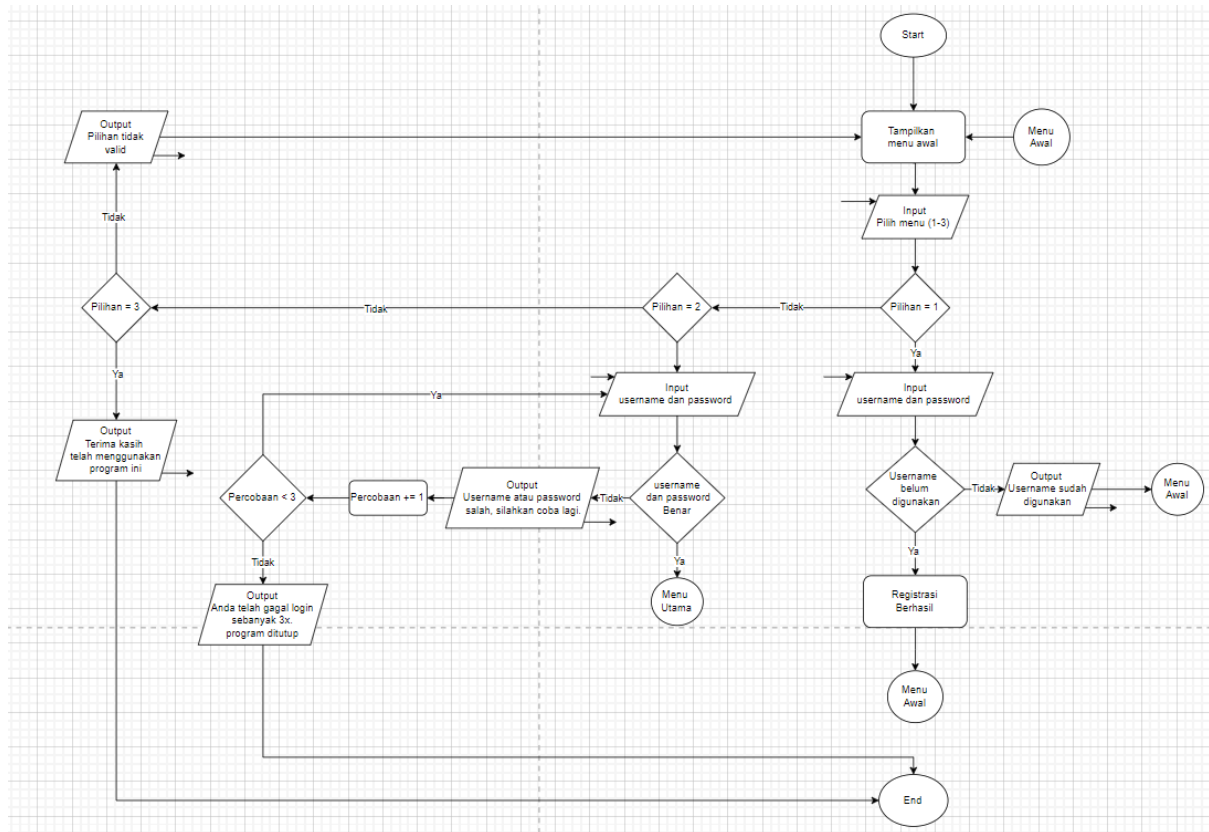 Start
Output
Pilihan tidak
valid
Tampilkan
menu awal
Menu
Awal
Input
Pilih menu (1-3)
Tidak
Pilihan = 3
Tidak
Pilihan = 2
Tidak
Pilihan = 1
Ya
Ya
Input
username dan password
Input
username dan password
Ya
Output
Terima kasih
telah menggunakan
program ini
Percobaan < 3
Percobaan += 1
Output
Username atau password
salah, silahkan coba lagi.
Tidak
username
dan password
Benar
Username
belum
digunakan
Tidak
Output
Username sudah
digunakan
Menu
Awal
Tidak
Ya
Ya
Output
Anda telah gagal login
sebanyak 3x.
program ditutup
Menu
Utama
Registrasi
Berhasil
Menu
Awal
End